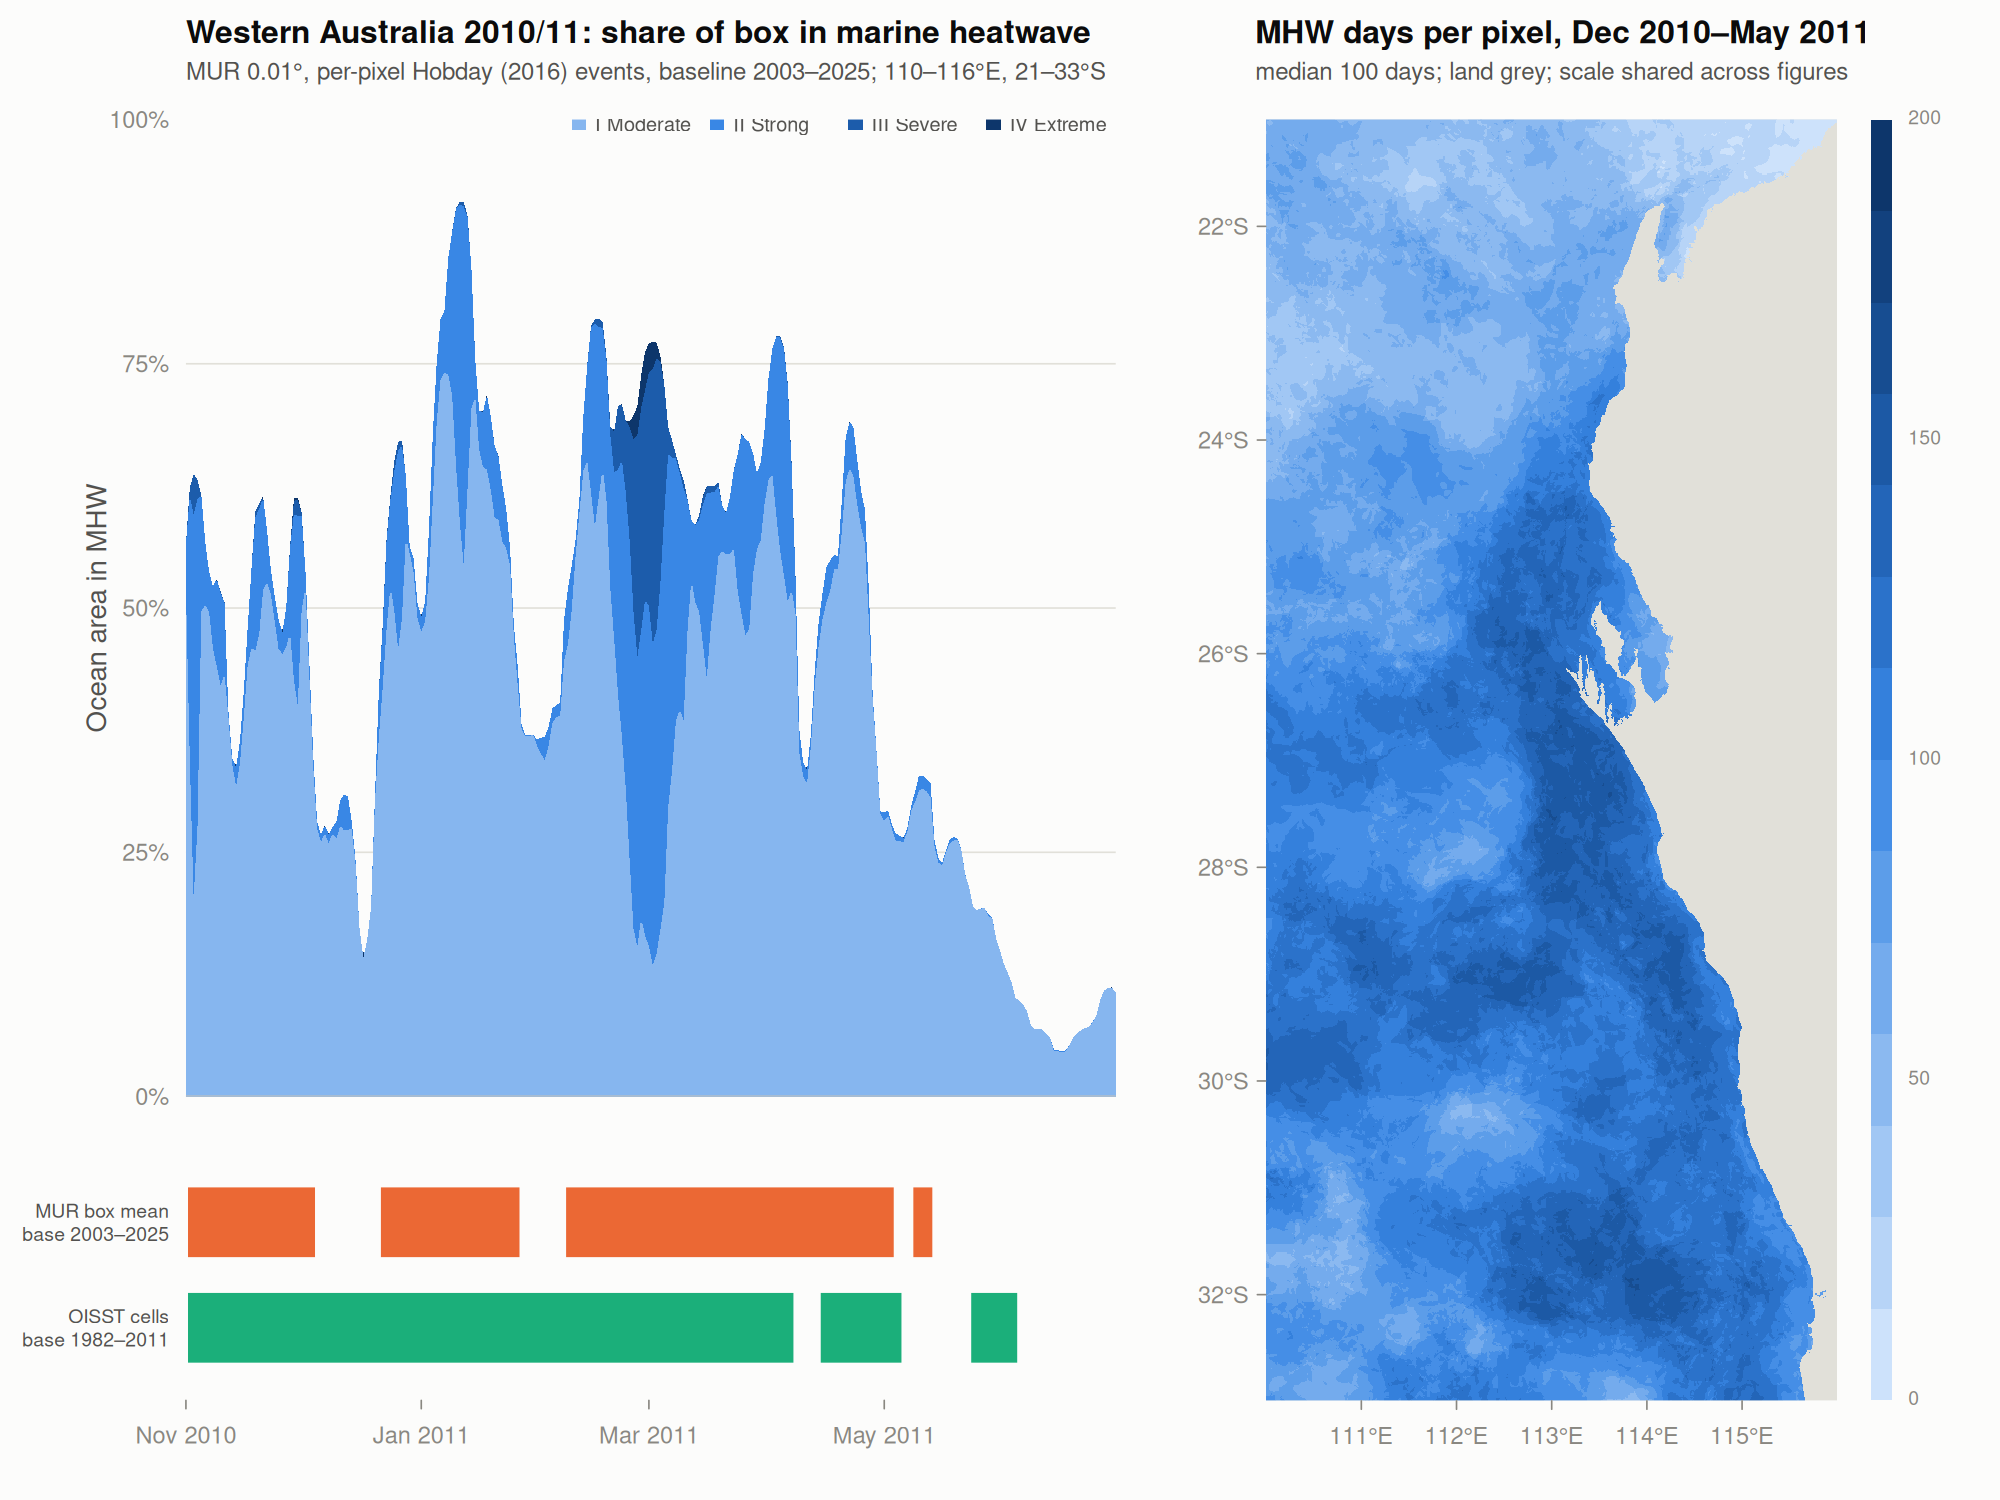 Western Australia 2010/11: share of box in marine heatwave
MUR 0.01°, per-pixel Hobday (2016) events, baseline 2003–2025; 110–116°E, 21–33°S
I Moderate
II Strong
III Severe
IV Extreme
100%
75%
50%
25%
0%
Ocean area in MHW
MUR box mean
base 2003–2025
OISST cells
base 1982–2011
Nov 2010
Jan 2011
Mar 2011
May 2011
MHW days per pixel, Dec 2010–May 2011
median 100 days; land grey; scale shared across figures
22°S
24°S
26°S
28°S
30°S
32°S
111°E
112°E
113°E
114°E
115°E
200
150
100
50
0